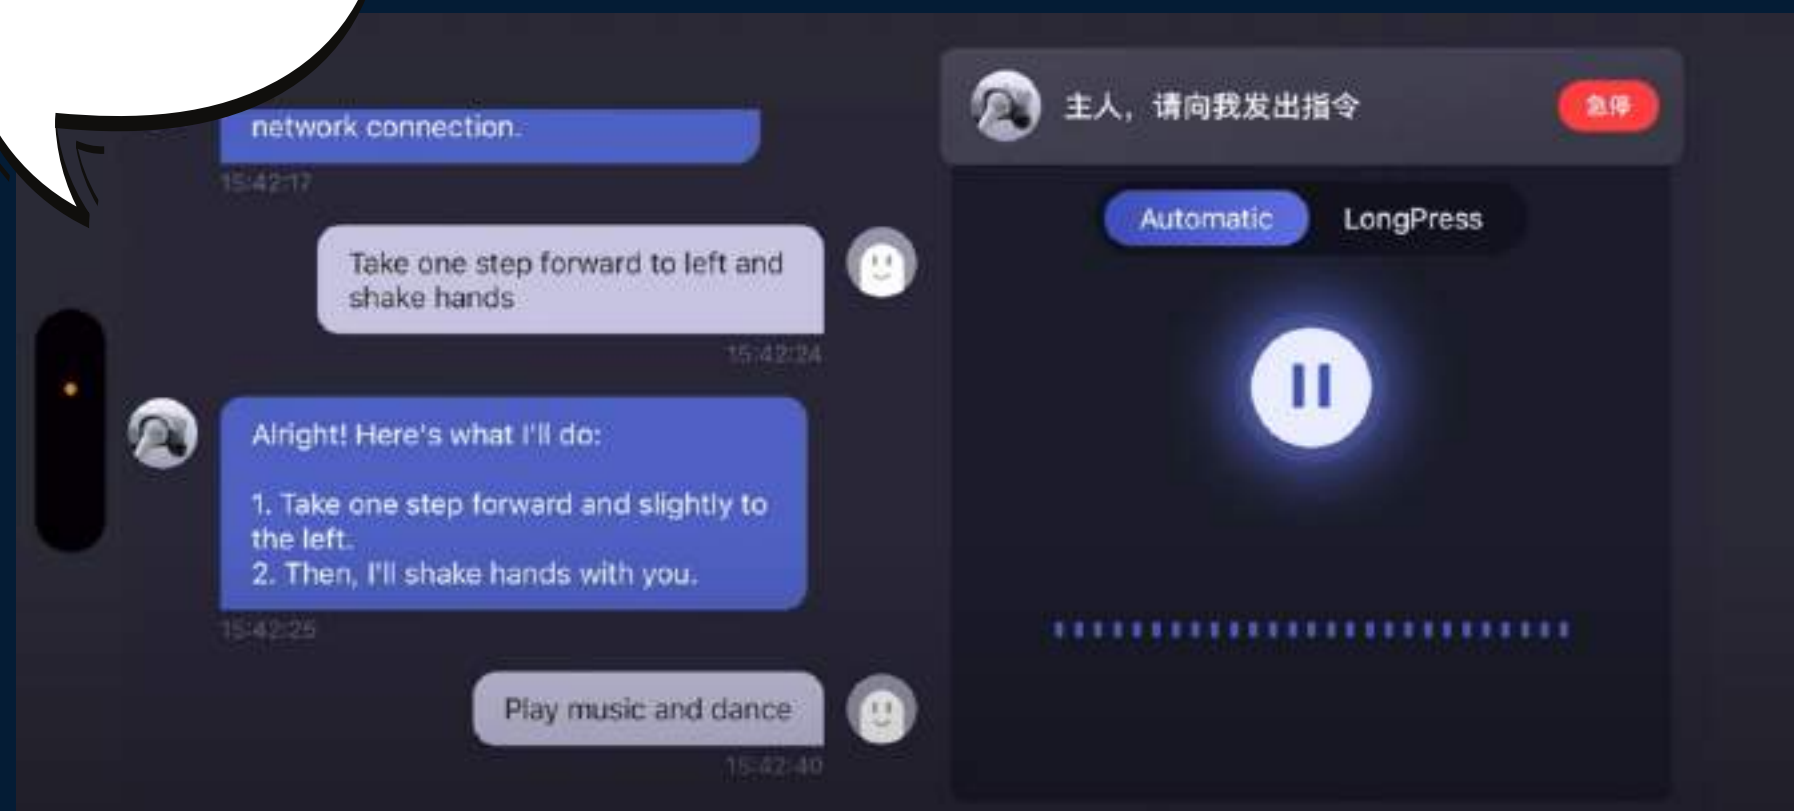 network connection.
15:42:17
Take one step forward to left and
shake hands
15:42:24
Alright! Here's what I'll do:
1. Take one step forward and slightly to
the left.
2. Then, I'll shake hands with you.
15:42:25
Play music and dance
15:42:40
主人，请向我发出指令
急停
Automatic
LongPress